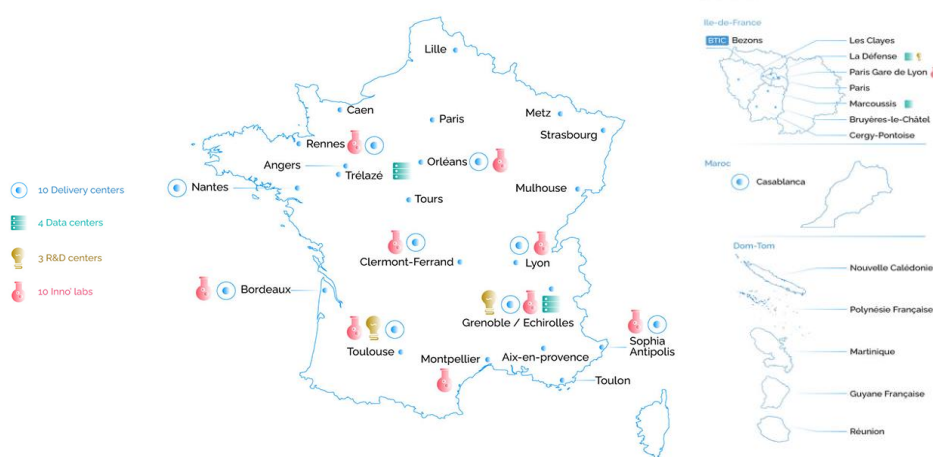 10 Delivery centers
4 Data centers
3 R&D centers
10 Inno' labs
Lille
Caen
Paris
Metz
Strasbourg
Rennes
Angers
Trélazé
Orléans
Nantes
Mulhouse
Tours
Clermont-Ferrand
Lyon
Bordeaux
Grenoble / Echirolles
Toulouse
Montpellier
Aix-en-provence
Sophia
Antipolis
Toulon
Ile-de-France
BTIC Bezons
Les Clayes
La Défense
Paris Gare de Lyon
Paris
Marcoussis
Bruyères-le-Châtel
Cergy-Pontoise
Maroc
Casablanca
Dom-Tom
Nouvelle Calédonie
Polynésie Française
Martinique
Guyane Française
Réunion